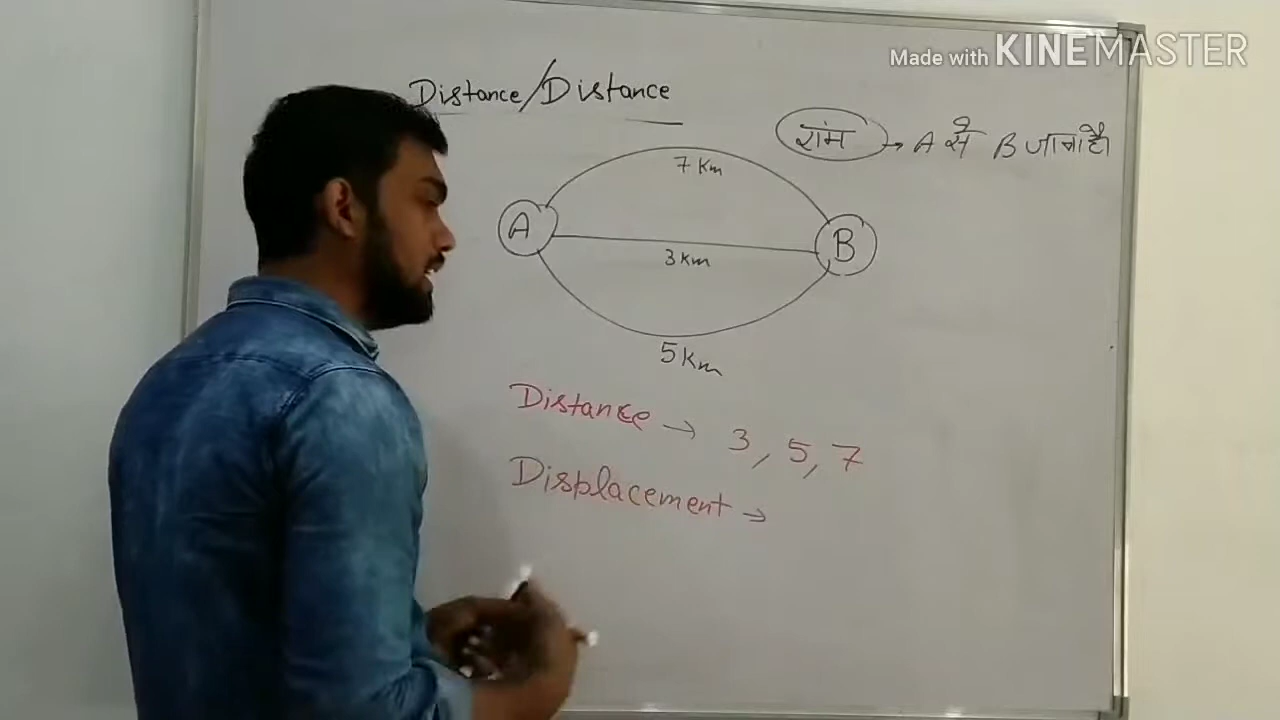 Made with KINEMASTER
Distance/Distance
राम → A से B जाना है।
7 Km
A
B
3 Km
5 Km
Distance → 3, 5, 7
Displacement →